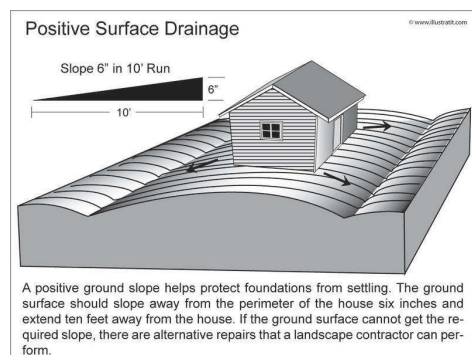 © www.illustratit.com
Positive Surface Drainage
Slope 6" in 10' Run
6"
10'
A positive ground slope helps protect foundations from settling. The ground
surface should slope away from the perimeter of the house six inches and
extend ten feet away from the house. If the ground surface cannot get the re-
quired slope, there are alternative repairs that a landscape contractor can per-
form.